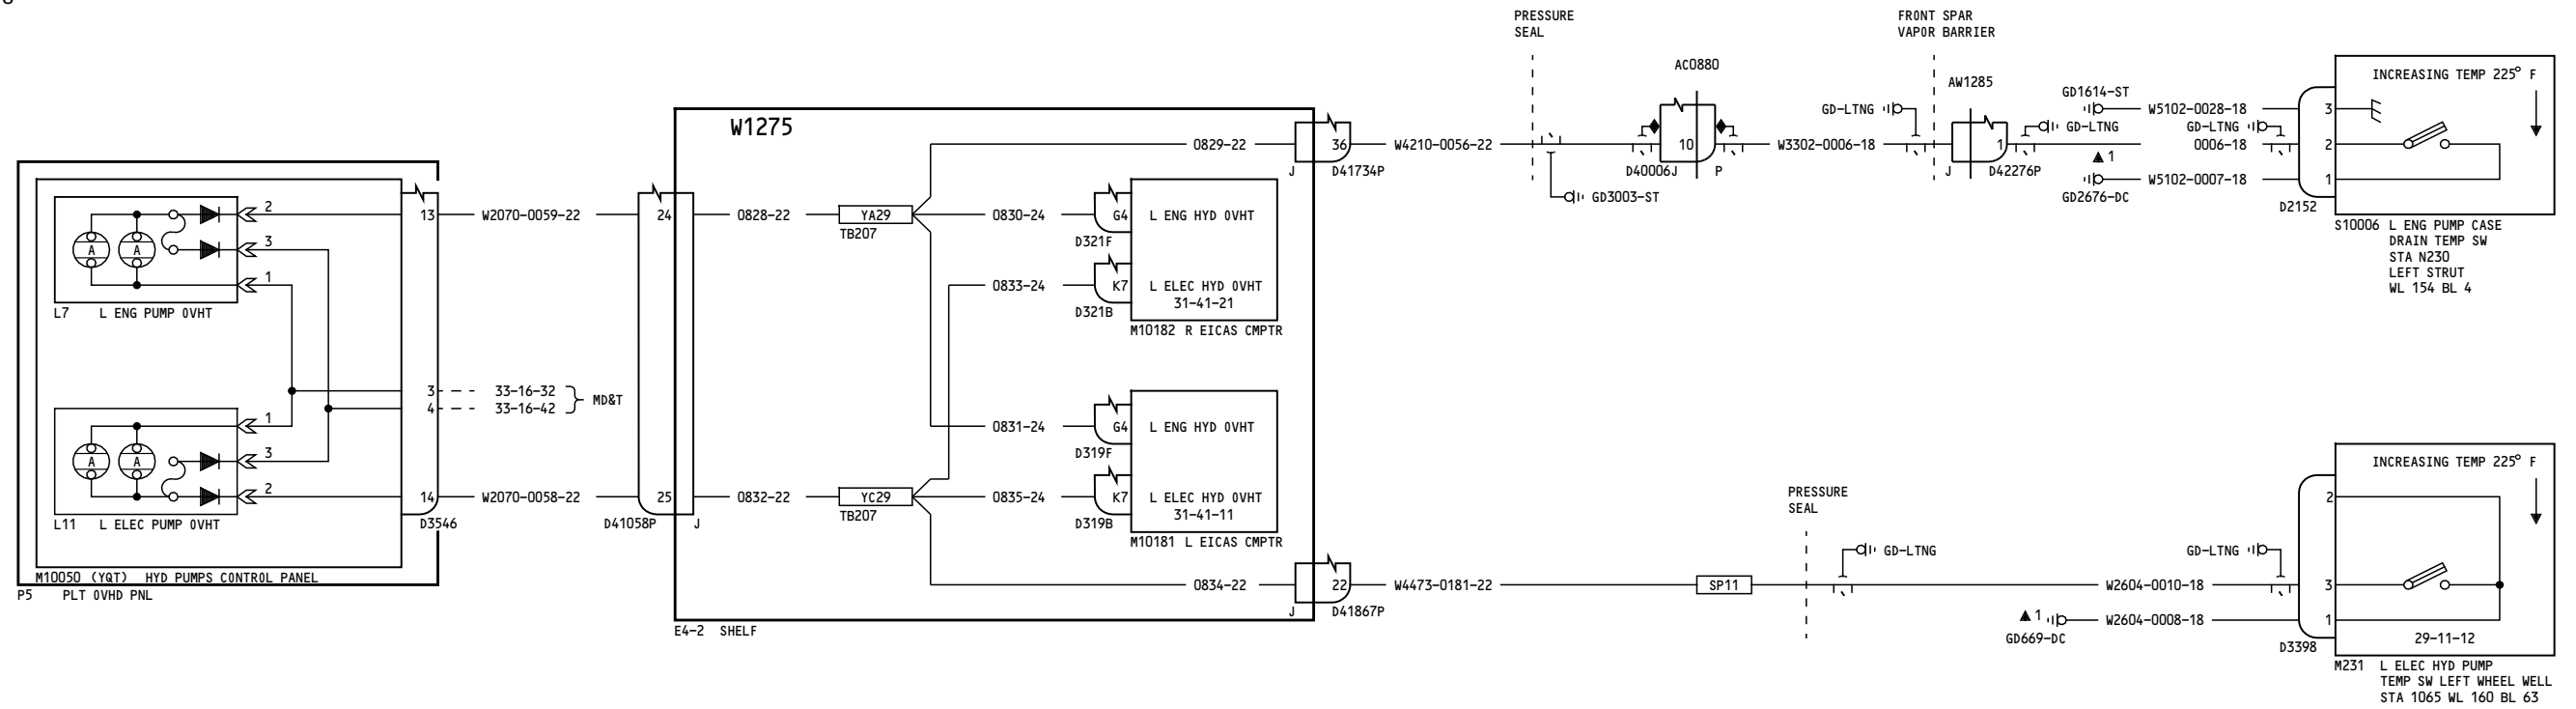 PRESSURE
SEAL
FRONT SPAR
VAPOR BARRIER
AC0880
AW1285
GD-LTNG
GD1614-ST
GD-LTNG
W5102-0028-18
GD-LTNG
INCREASING TEMP 225° F
3
W1275
0829-22
36
J
D41734P
W4210-0056-22
GD3003-ST
D40006J
10
P
W3302-0006-18
J
1
D42276P
▲ 1
0006-18
2
GD2676-DC
W5102-0007-18
1
D2152
S10006 L ENG PUMP CASE
DRAIN TEMP SW
STA N230
LEFT STRUT
WL 154 BL 4
A
A
2
3
1
L7 L ENG PUMP OVHT
13
W2070-0059-22
24
0828-22
YA29
TB207
0830-24
G4
L ENG HYD OVHT
D321F
0833-24
K7
L ELEC HYD OVHT
31-41-21
D321B
M10182 R EICAS CMPTR
3
33-16-32
4
33-16-42
MD&T
A
A
1
3
2
L11 L ELEC PUMP OVHT
14
D3546
W2070-0058-22
25
D41058P
J
0832-22
YC29
TB207
0831-24
G4
L ENG HYD OVHT
D319F
0835-24
K7
L ELEC HYD OVHT
31-41-11
D319B
M10181 L EICAS CMPTR
M10050 (YQT) HYD PUMPS CONTROL PANEL
P5 PLT OVHD PNL
0834-22
22
J
D41867P
E4-2 SHELF
W4473-0181-22
SP11
PRESSURE
SEAL
GD-LTNG
GD-LTNG
INCREASING TEMP 225° F
2
W2604-0010-18
3
▲ 1
GD669-DC
W2604-0008-18
1
29-11-12
D3398
M231 L ELEC HYD PUMP
TEMP SW LEFT WHEEL WELL
STA 1065 WL 160 BL 63